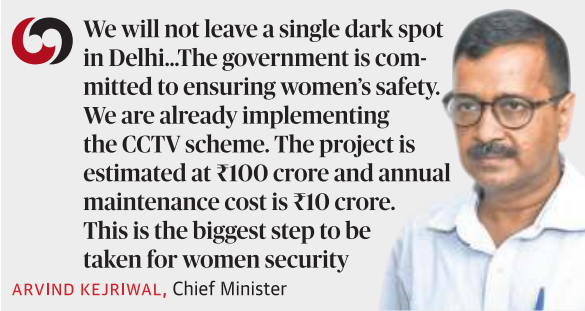 We will not leave a single dark spot
in Delhi...The government is com-
mitted to ensuring women's safety.
We are already implementing
the CCTV scheme. The project is
estimated at ₹100 crore and annual
maintenance cost is ₹10 crore.
This is the biggest step to be
taken for women security
ARVIND KEJRIWAL, Chief Minister